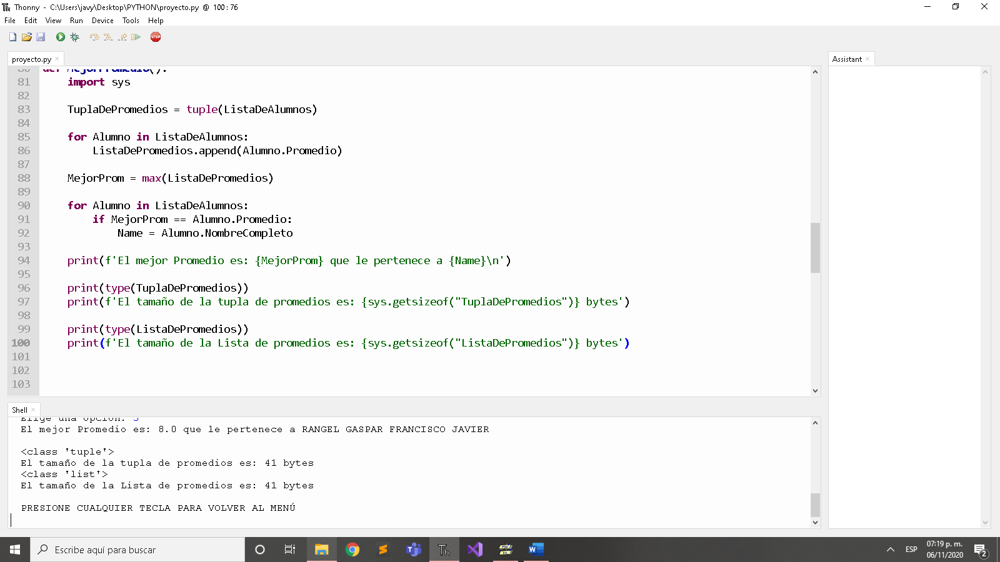 Thonny - C:\Users\javy\Desktop\PYTHON\proyecto.py @ 100:76
File Edit View Run Device Tools Help
STOP
proyecto.py
Assistant
80 def MejorPromedio():
81     import sys
82
83     TuplaDePromedios = tuple(ListaDeAlumnos)
84
85     for Alumno in ListaDeAlumnos:
86         ListaDePromedios.append(Alumno.Promedio)
87
88     MejorProm = max(ListaDePromedios)
89
90     for Alumno in ListaDeAlumnos:
91         if MejorProm == Alumno.Promedio:
92             Name = Alumno.NombreCompleto
93
94     print(f'El mejor Promedio es: {MejorProm} que le pertenece a {Name}\n')
95
96     print(type(TuplaDePromedios))
97     print(f'El tamaño de la tupla de promedios es: {sys.getsizeof("TuplaDePromedios")} bytes')
98
99     print(type(ListaDePromedios))
100     print(f'El tamaño de la Lista de promedios es: {sys.getsizeof("ListaDePromedios")} bytes')
101
102
103
Shell
Elige una opción:
El mejor Promedio es: 8.0 que le pertenece a RANGEL GASPAR FRANCISCO JAVIER
<class 'tuple'>
El tamaño de la tupla de promedios es: 41 bytes
<class 'list'>
El tamaño de la Lista de promedios es: 41 bytes
PRESIONE CUALQUIER TECLA PARA VOLVER AL MENÚ
Escribe aquí para buscar
ESP
07:19 p. m.
06/11/2020
2